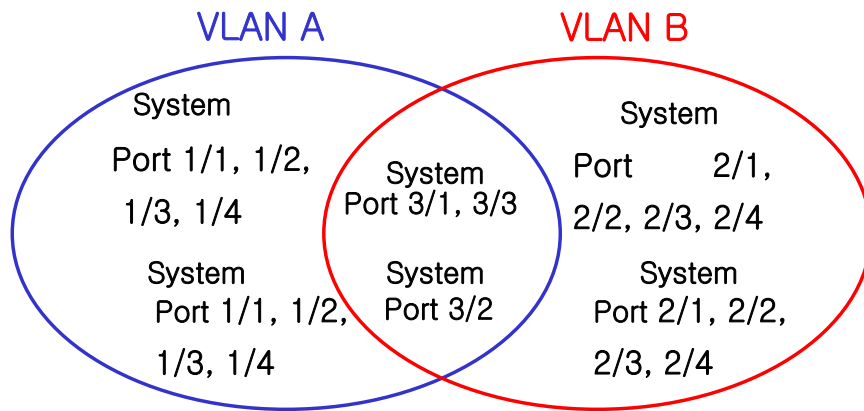 VLAN A
VLAN B
System
Port 1/1, 1/2,
1/3, 1/4
System
Port 1/1, 1/2,
1/3, 1/4
System
Port 3/1, 3/3
System
Port 3/2
System
Port 2/1,
2/2, 2/3, 2/4
System
Port 2/1, 2/2,
2/3, 2/4